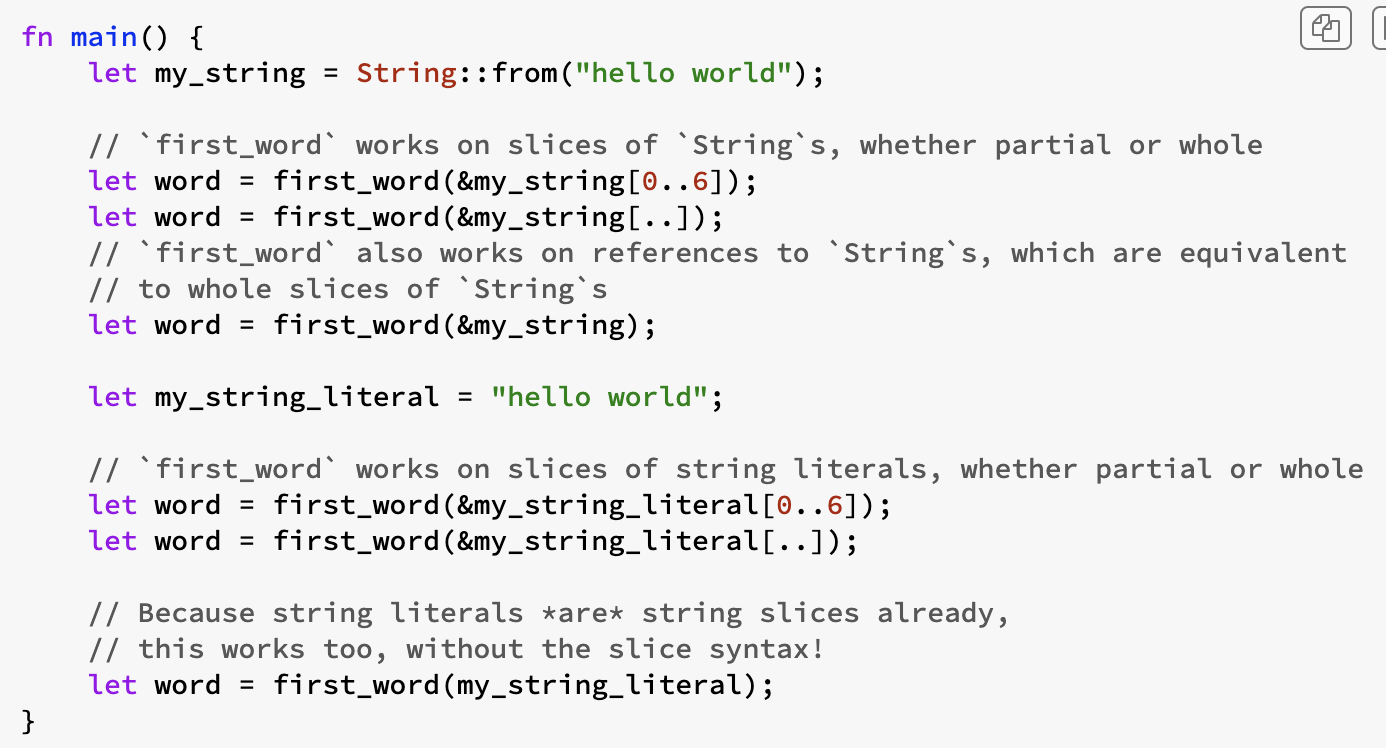 fn main() {
    let my_string = String::from("hello world");
    // `first_word` works on slices of `String`s, whether partial or whole
    let word = first_word(&my_string[0..6]);
    let word = first_word(&my_string[..]);
    // `first_word` also works on references to `String`s, which are equivalent
    // to whole slices of `String`s
    let word = first_word(&my_string);
    let my_string_literal = "hello world";
    // `first_word` works on slices of string literals, whether partial or whole
    let word = first_word(&my_string_literal[0..6]);
    let word = first_word(&my_string_literal[..]);
    // Because string literals *are* string slices already,
    // this works too, without the slice syntax!
    let word = first_word(my_string_literal);
}